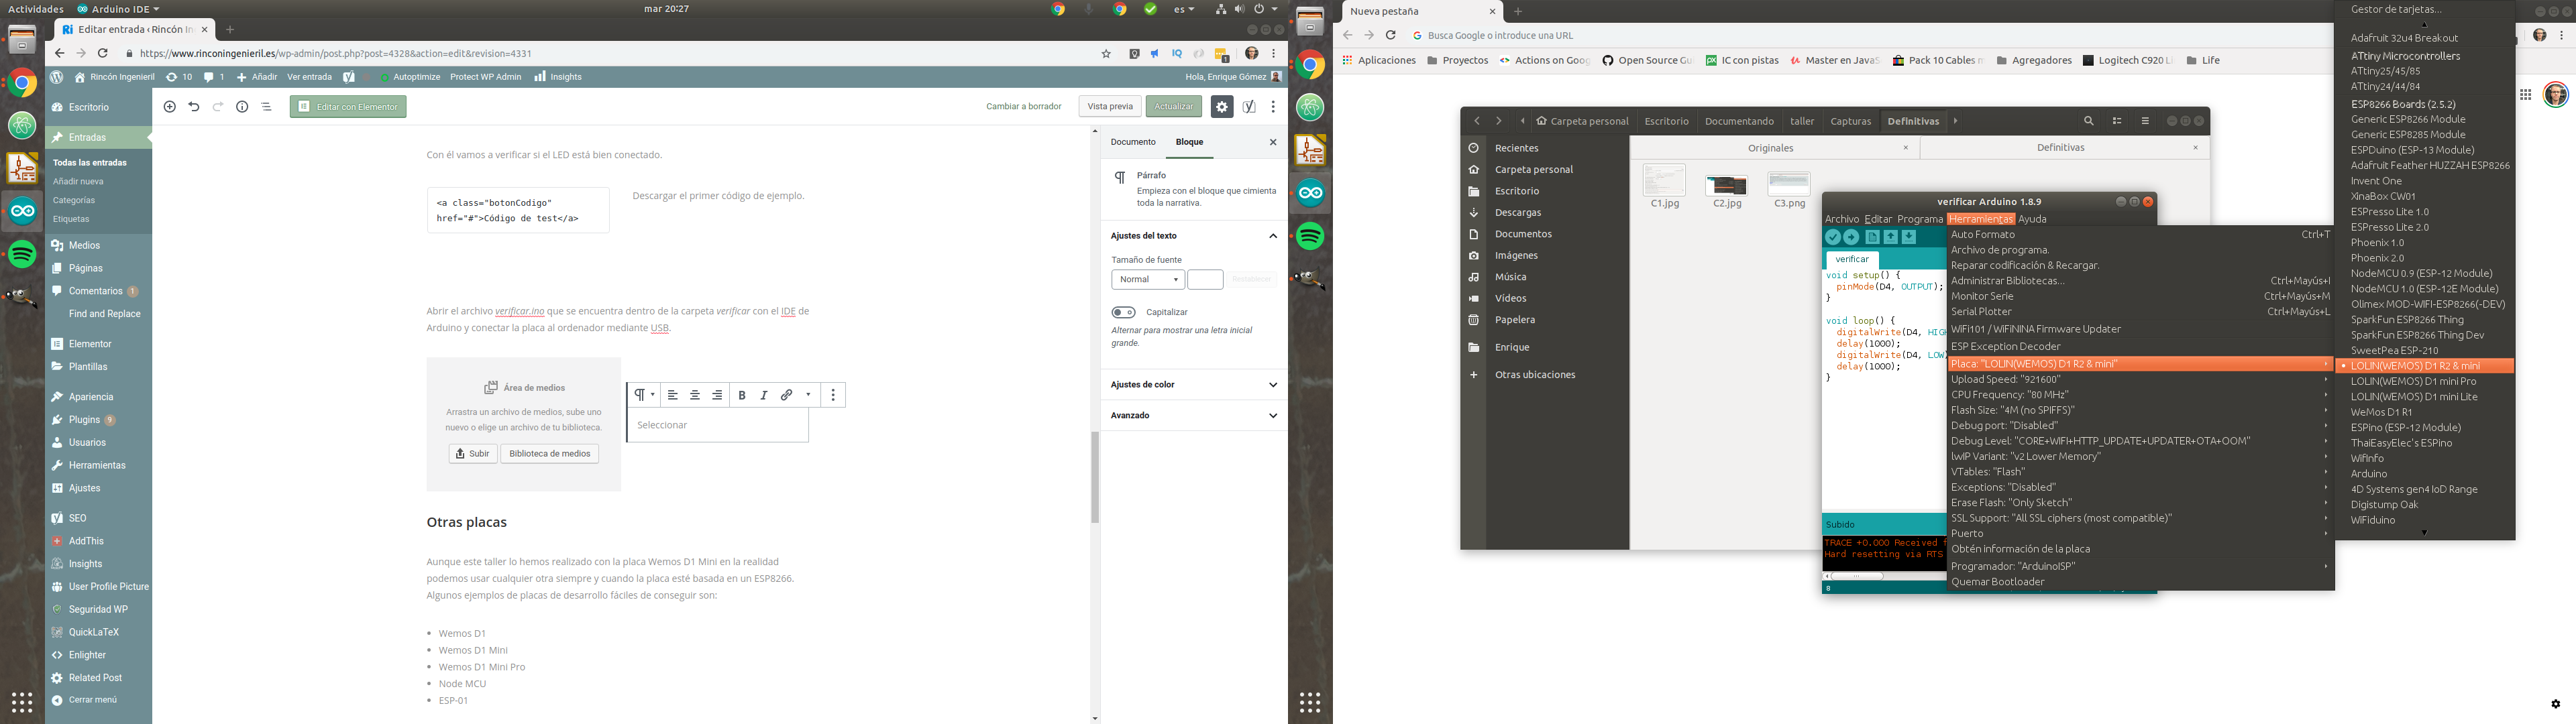 Actividades
Arduino IDE
mar 20:27
es
Editar entrada ‹ Rincón In
https://www.rinconingenieril.es/wp-admin/post.php?post=4328&action=edit&revision=4331
Rincón Ingenieril
10
1
Añadir
Ver entrada
Autoptimize
Protect WP Admin
Insights
Hola, Enrique Gómez
Escritorio
Entradas
Todas las entradas
Añadir nueva
Categorías
Etiquetas
Medios
Páginas
Comentarios 1
Find and Replace
Elementor
Plantillas
Apariencia
Plugins 9
Usuarios
Herramientas
Ajustes
SEO
AddThis
Insights
User Profile Picture
Seguridad WP
QuickLaTeX
Enlighter
Related Post
Cerrar menú
Editar con Elementor
Cambiar a borrador
Vista previa
Actualizar
Con él vamos a verificar si el LED está bien conectado.
<a class="botonCodigo"
href="#">Código de test</a>
Descargar el primer código de ejemplo.
Abrir el archivo verificar.ino que se encuentra dentro de la carpeta verificar con el IDE de
Arduino y conectar la placa al ordenador mediante USB.
Área de medios
Arrastra un archivo de medios, sube uno
nuevo o elige un archivo de tu biblioteca.
Subir
Biblioteca de medios
B
I
Seleccionar
Otras placas
Aunque este taller lo hemos realizado con la placa Wemos D1 Mini en la realidad
podemos usar cualquier otra siempre y cuando la placa esté basada en un ESP8266.
Algunos ejemplos de placas de desarrollo fáciles de conseguir son:
Wemos D1
Wemos D1 Mini
Wemos D1 Mini Pro
Node MCU
ESP-01
Documento
Bloque
Párrafo
Empieza con el bloque que cimienta
toda la narrativa.
Ajustes del texto
Tamaño de fuente
Normal
Restablecer
Capitalizar
Alternar para mostrar una letra inicial
grande.
Ajustes de color
Avanzado
Nueva pestaña
Busca Google o introduce una URL
Aplicaciones
Proyectos
Actions on Goog
Open Source Gu
IC con pistas
Master en JavaS
Pack 10 Cables m
Agregadores
Logitech C920 L
Life
Carpeta personal
Escritorio
Documentando
taller
Capturas
Definitivas
Originales
Definitivas
Recientes
Carpeta personal
Escritorio
Descargas
Documentos
Imágenes
Música
Vídeos
Papelera
Enrique
Otras ubicaciones
C1.jpg
C2.jpg
C3.png
verificar Arduino 1.8.9
Archivo Editar Programa Herramientas Ayuda
verificar
void setup() {
pinMode(D4, OUTPUT);
}
void loop() {
digitalWrite(D4, HIG
delay(1000);
digitalWrite(D4, LOW
delay(1000);
}
Subido
TRACE +0.000 Received f
Hard resetting via RTS
8
Auto Formato Ctrl+T
Archivo de programa.
Reparar codificación & Recargar.
Administrar Bibliotecas... Ctrl+Mayús+I
Monitor Serie Ctrl+Mayús+M
Serial Plotter Ctrl+Mayús+L
WiFi101 / WiFiNINA Firmware Updater
ESP Exception Decoder
Placa: "LOLIN(WEMOS) D1 R2 & mini"
Upload Speed: "921600"
CPU Frequency: "80 MHz"
Flash Size: "4M (no SPIFFS)"
Debug port: "Disabled"
Debug Level: "CORE+WIFI+HTTP_UPDATE+UPDATER+OTA+OOM"
lwIP Variant: "v2 Lower Memory"
VTables: "Flash"
Exceptions: "Disabled"
Erase Flash: "Only Sketch"
SSL Support: "All SSL ciphers (most compatible)"
Puerto
Obtén información de la placa
Programador: "ArduinoISP"
Quemar Bootloader
Gestor de tarjetas...
Adafruit 32u4 Breakout
ATtiny Microcontrollers
ATtiny25/45/85
ATtiny24/44/84
ESP8266 Boards (2.5.2)
Generic ESP8266 Module
Generic ESP8285 Module
ESPDuino (ESP-13 Module)
Adafruit Feather HUZZAH ESP8266
Invent One
XinaBox CW01
ESPresso Lite 1.0
ESPresso Lite 2.0
Phoenix 1.0
Phoenix 2.0
NodeMCU 0.9 (ESP-12 Module)
NodeMCU 1.0 (ESP-12E Module)
Olimex MOD-WIFI-ESP8266(-DEV)
SparkFun ESP8266 Thing
SparkFun ESP8266 Thing Dev
SweetPea ESP-210
LOLIN(WEMOS) D1 R2 & mini
LOLIN(WEMOS) D1 mini Pro
LOLIN(WEMOS) D1 mini Lite
WeMos D1 R1
ESPino (ESP-12 Module)
ThaiEasyElec's ESPino
WifInfo
Arduino
4D Systems gen4 IoD Range
Digistump Oak
WiFiduino